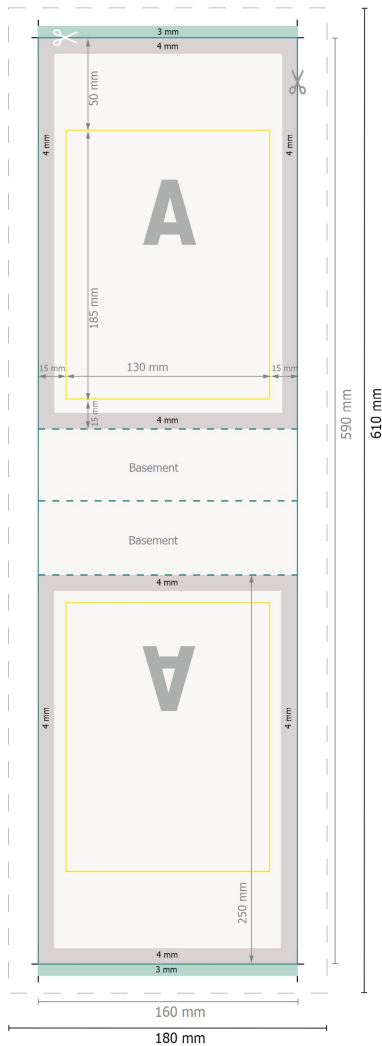 3 mm
4 mm
50 mm
4 mm
4 mm
A
185 mm
15 mm
130 mm
15 mm
15 mm
4 mm
590 mm
610 mm
Basement
Basement
4 mm
A
4 mm
4 mm
250 mm
4 mm
3 mm
160 mm
180 mm